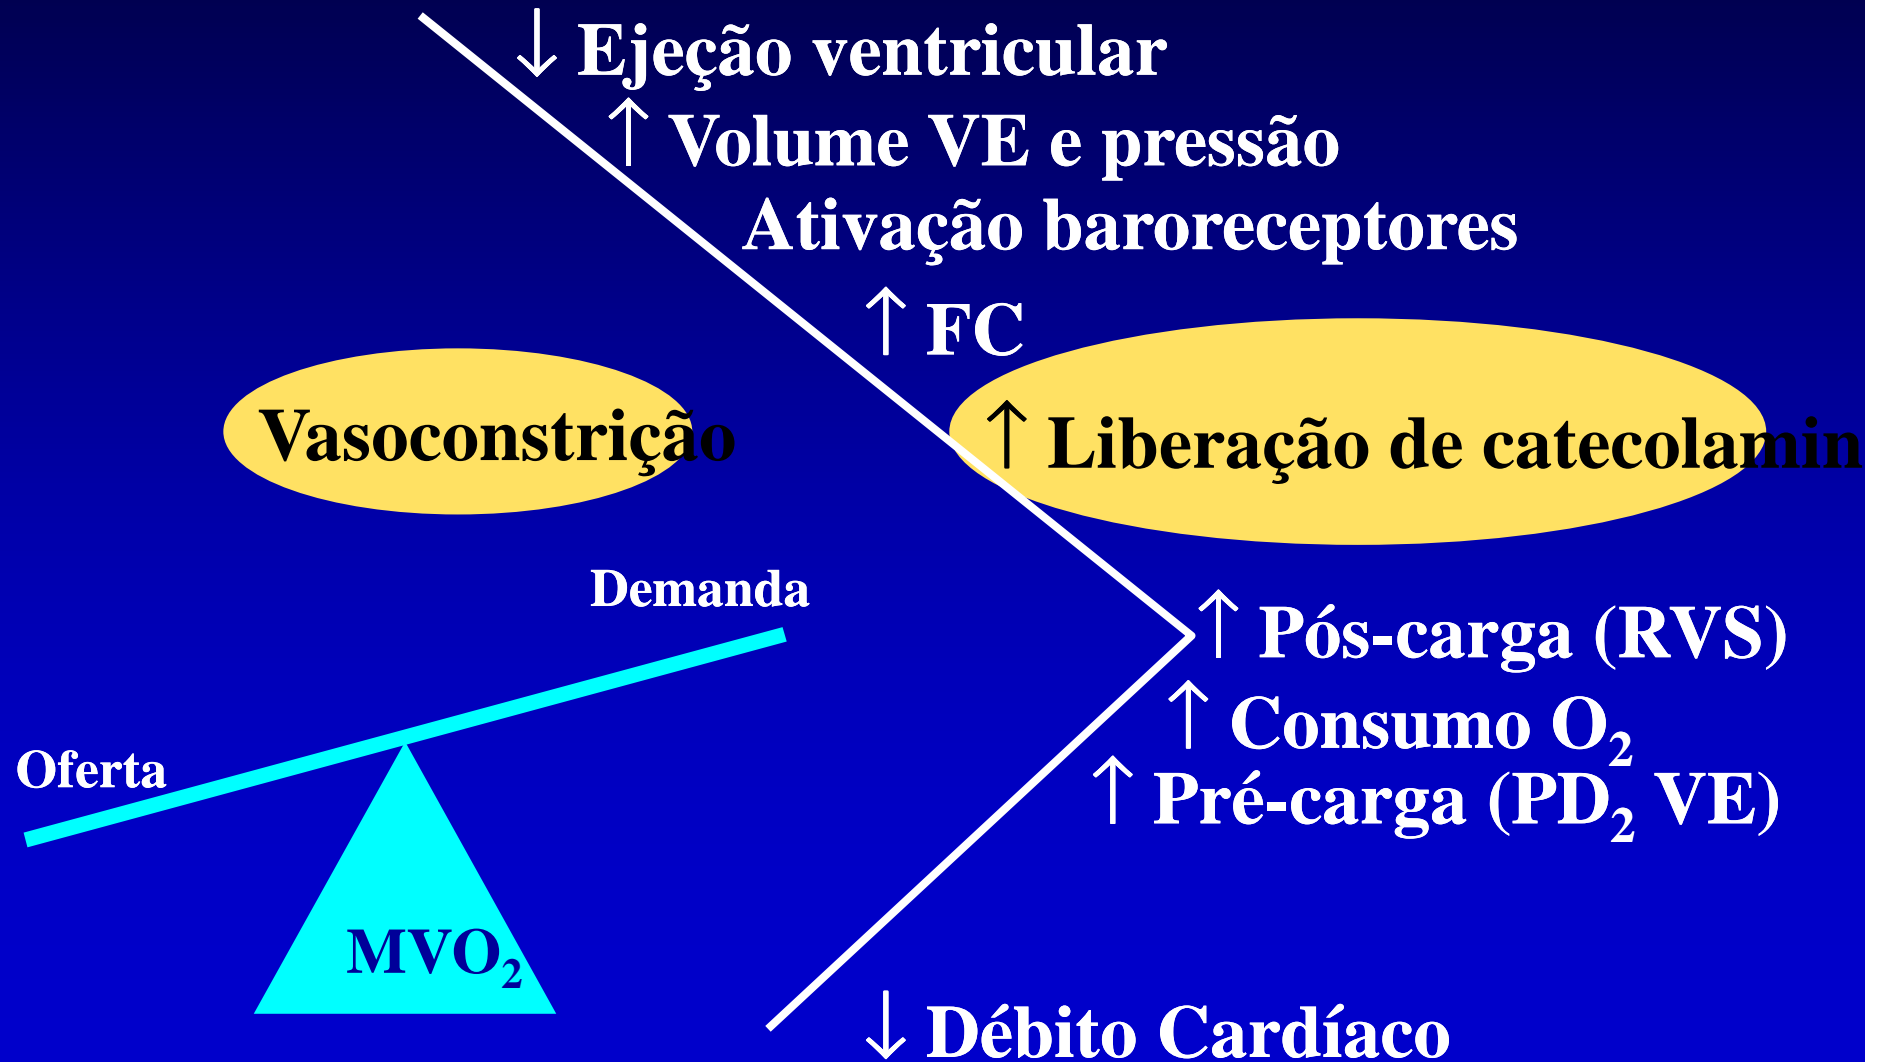 ↓ Ejeção ventricular
↑ Volume VE e pressão
Ativação baroreceptores
↑ FC
Vasoconstrição
↑ Liberação de catecolamin
Demanda
↑ Pós-carga (RVS)
↑ Consumo O₂
Oferta
↑ Pré-carga (PD₂ VE)
MVO₂
↓ Débito Cardíaco